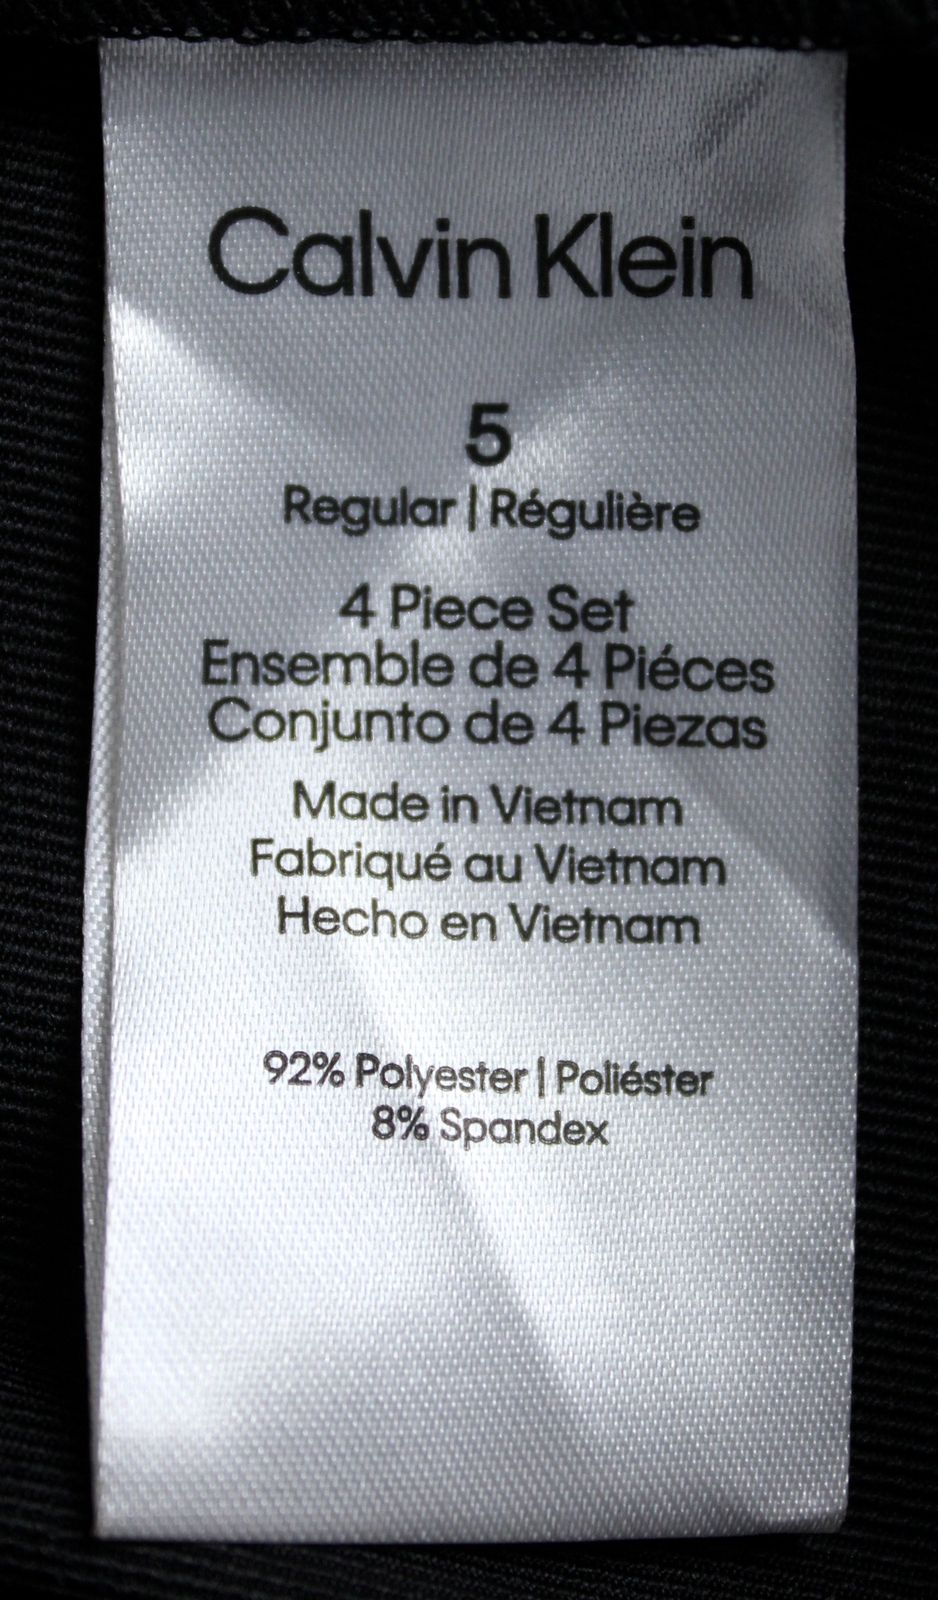 Calvin Klein
5
Regular | Régulière
4 Piece Set
Ensemble de 4 Piéces
Conjunto de 4 Piezas
Made in Vietnam
Fabriqué au Vietnam
Hecho en Vietnam
92% Polyester | Poliéster
8% Spandex